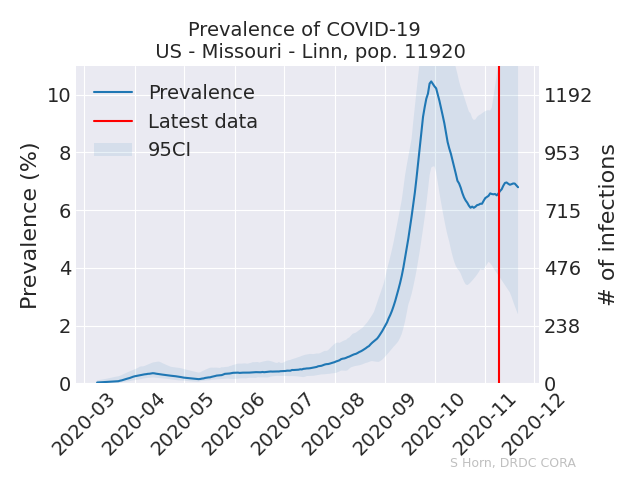 Prevalence of COVID-19
US - Missouri - Linn, pop. 11920
Prevalence
Latest data
95CI
Prevalence (%)
10
8
6
4
2
0
1192
953
715
476
238
0
# of infections
2020-03
2020-04
2020-05
2020-06
2020-07
2020-08
2020-09
2020-10
2020-11
2020-12
S Horn, DRDC CORA